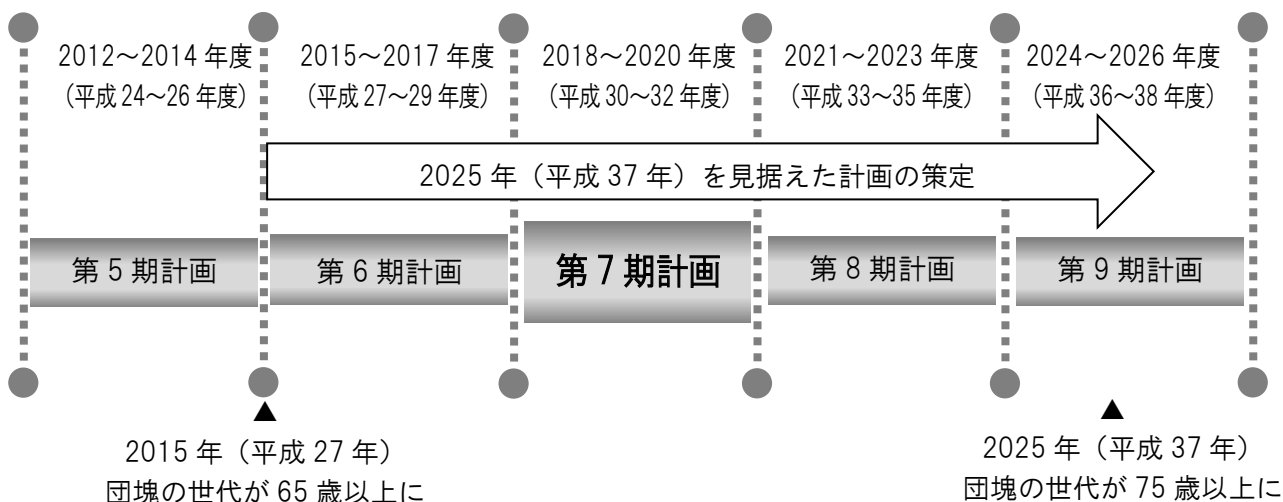 2012～2014 年度
（平成 24～26 年度）
2015～2017 年度
（平成 27～29 年度）
2018～2020 年度
（平成 30～32 年度）
2021～2023 年度
（平成 33～35 年度）
2024～2026 年度
（平成 36～38 年度）
2025 年（平成 37 年）を見据えた計画の策定
第 5 期計画
第 6 期計画
第 7 期計画
第 8 期計画
第 9 期計画
▲
2015 年（平成 27 年）
団塊の世代が 65 歳以上に
▲
2025 年（平成 37 年）
団塊の世代が 75 歳以上に